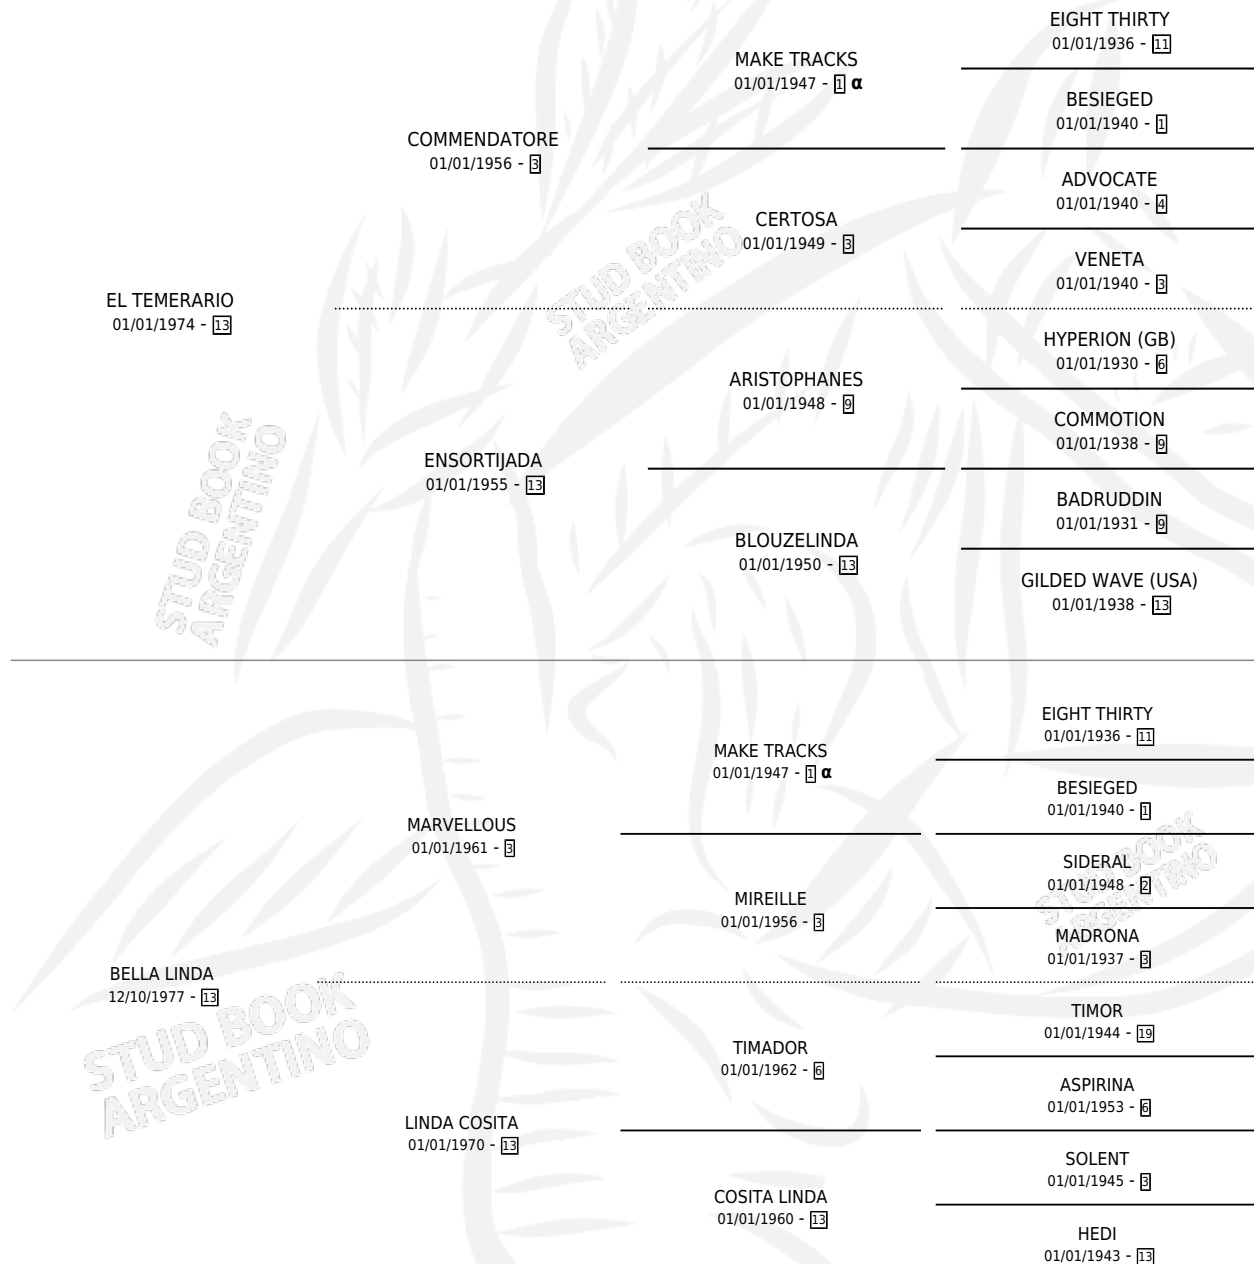 EIGHT THIRTY
01/01/1936 - 11
MAKE TRACKS
01/01/1947 - 1 α
BESIEGED
01/01/1940 - 1
COMMENDATORE
01/01/1956 - 3
ADVOCATE
01/01/1940 - 4
CERTOSA
01/01/1949 - 3
VENETA
01/01/1940 - 3
EL TEMERARIO
01/01/1974 - 13
HYPERION (GB)
01/01/1930 - 6
ARISTOPHANES
01/01/1948 - 9
COMMOTION
01/01/1938 - 9
ENSORTIJADA
01/01/1955 - 13
BADRUDDIN
01/01/1931 - 9
BLOUZELINDA
01/01/1950 - 13
GILDED WAVE (USA)
01/01/1938 - 13
EIGHT THIRTY
01/01/1936 - 11
MAKE TRACKS
01/01/1947 - 1 α
BESIEGED
01/01/1940 - 1
MARVELLOUS
01/01/1961 - 3
SIDERAL
01/01/1948 - 2
MIREILLE
01/01/1956 - 3
MADRONA
01/01/1937 - 3
BELLA LINDA
12/10/1977 - 13
TIMOR
01/01/1944 - 19
TIMADOR
01/01/1962 - 6
ASPIRINA
01/01/1953 - 6
LINDA COSITA
01/01/1970 - 13
SOLENT
01/01/1945 - 3
COSITA LINDA
01/01/1960 - 13
HEDI
01/01/1943 - 13
STUD BOOK
ARGENTINO
STUD BOOK
ARGENTINO
STUD BOOK
ARGENTINO
STUD BOOK
ARGENTINO